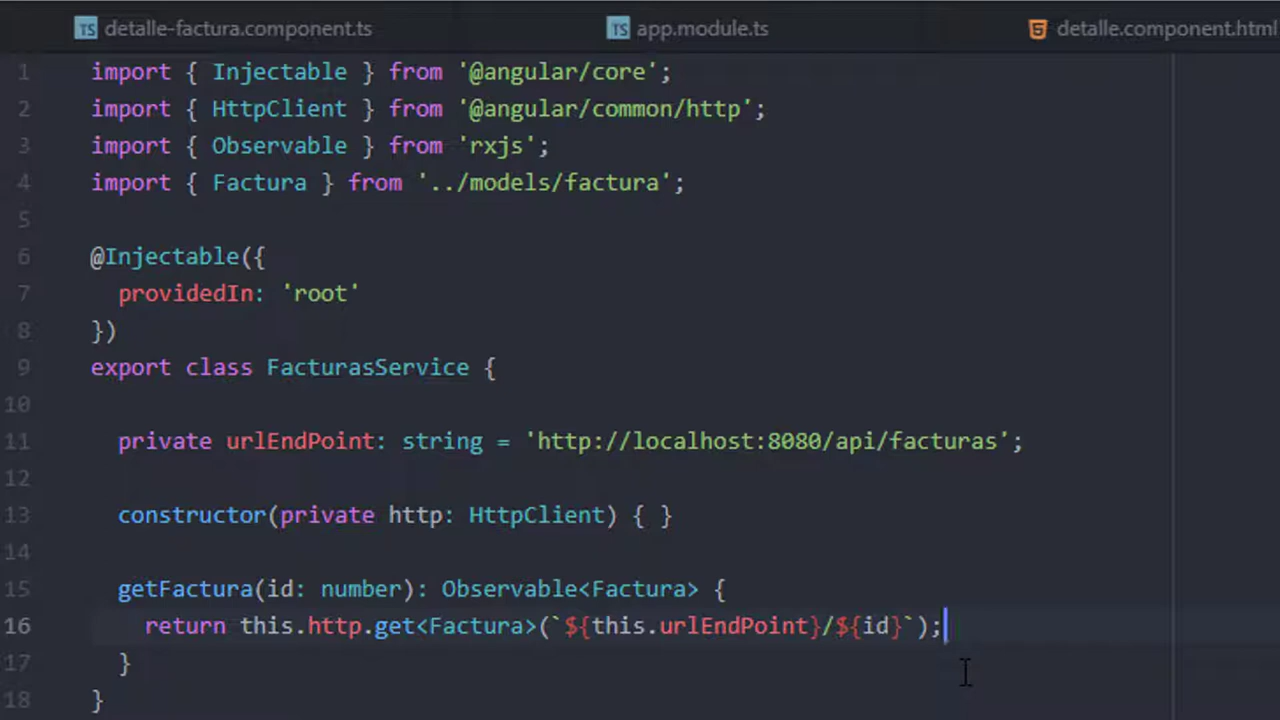 TS detalle-factura.component.ts TS app.module.ts 5 detalle.component.html
1 import { Injectable } from '@angular/core';
2 import { HttpClient } from '@angular/common/http';
3 import { Observable } from 'rxjs';
4 import { Factura } from '../models/factura';
5
6 @Injectable({
7   providedIn: 'root'
8 })
9 export class FacturasService {
10
11   private urlEndPoint: string = 'http://localhost:8080/api/facturas';
12
13   constructor(private http: HttpClient) { }
14
15   getFactura(id: number): Observable<Factura> {
16     return this.http.get<Factura>(`${this.urlEndPoint}/${id}`);
17   }
18 }